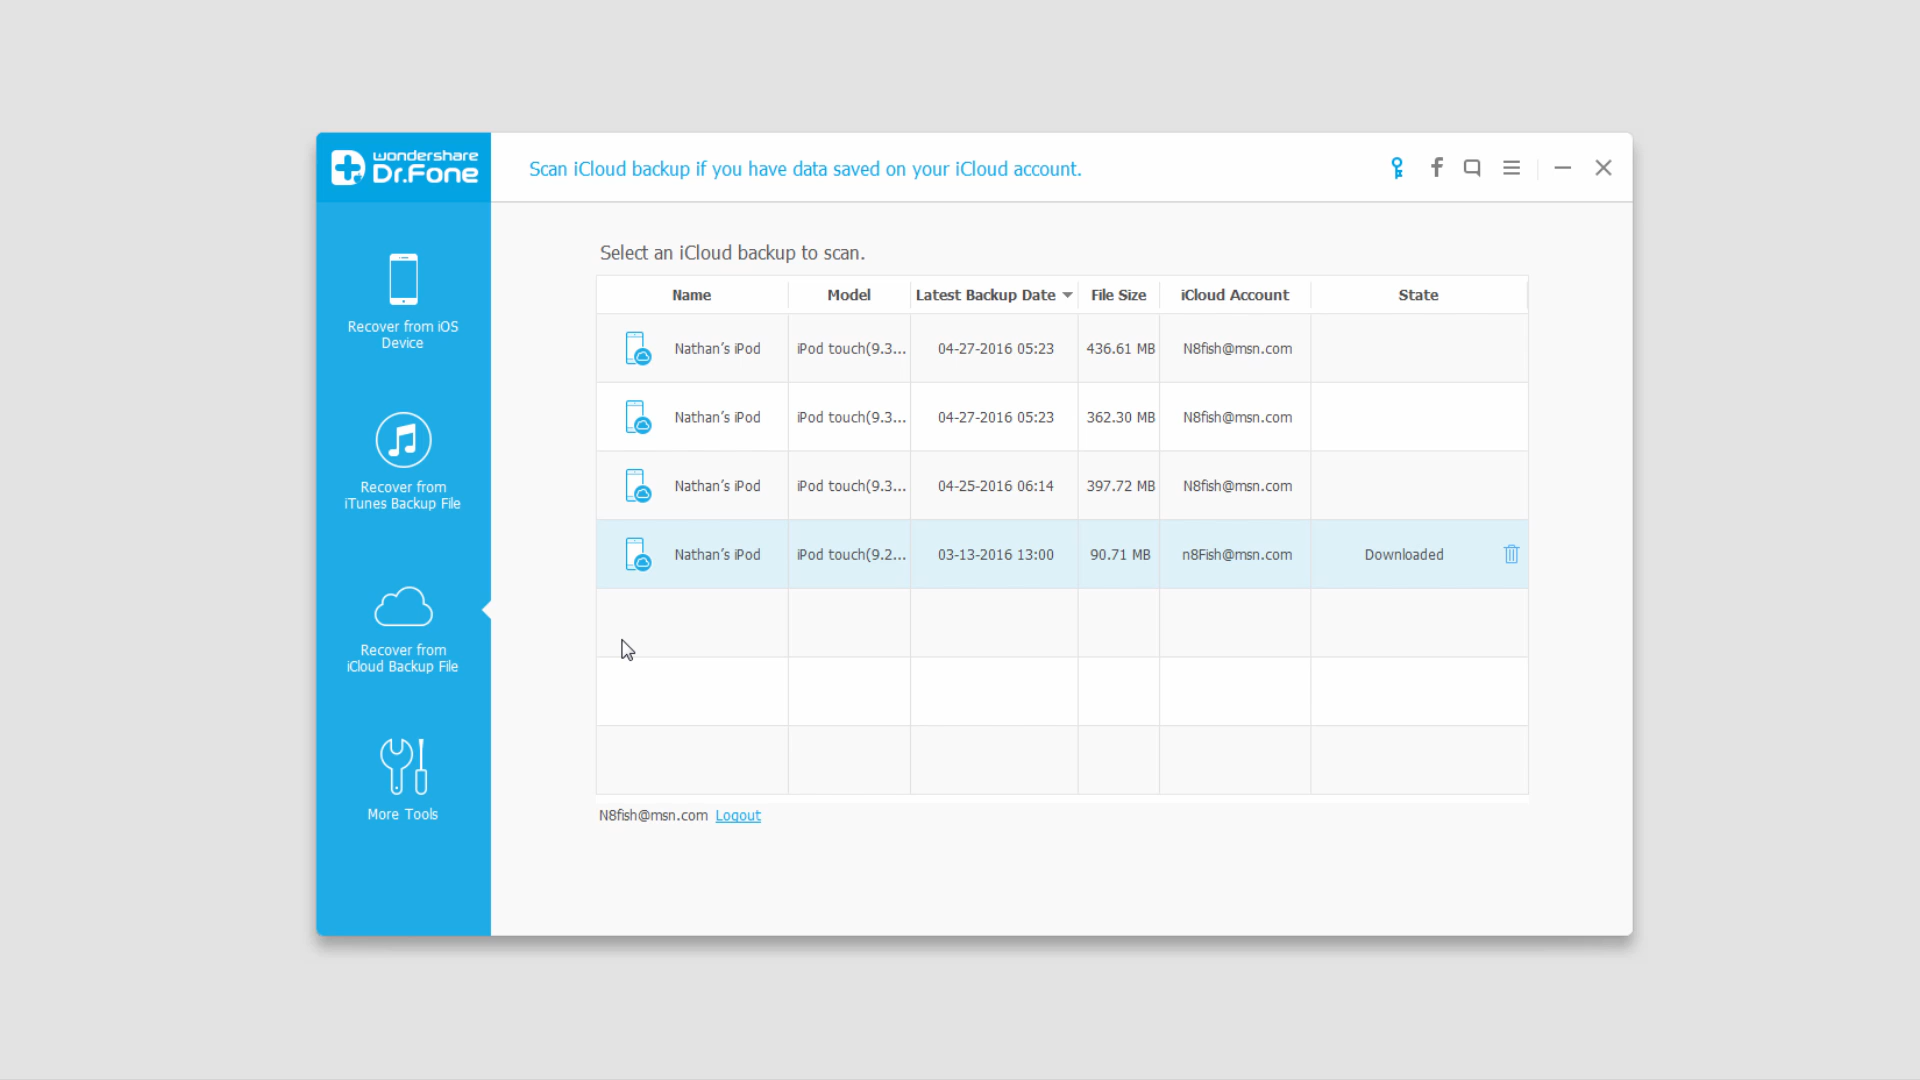 wondershare
Dr.Fone
Scan iCloud backup if you have data saved on your iCloud account.
Recover from iOS
Device
Recover from
iTunes Backup File
Recover from
iCloud Backup File
More Tools
Select an iCloud backup to scan.
Name Model Latest Backup Date File Size iCloud Account State
Nathan's iPod iPod touch(9.3... 04-27-2016 05:23 436.61 MB N8fish@msn.com
Nathan's iPod iPod touch(9.3... 04-27-2016 05:23 362.30 MB N8fish@msn.com
Nathan's iPod iPod touch(9.3... 04-25-2016 06:14 397.72 MB N8fish@msn.com
Nathan's iPod iPod touch(9.2... 03-13-2016 13:00 90.71 MB n8Fish@msn.com Downloaded
N8fish@msn.com Logout